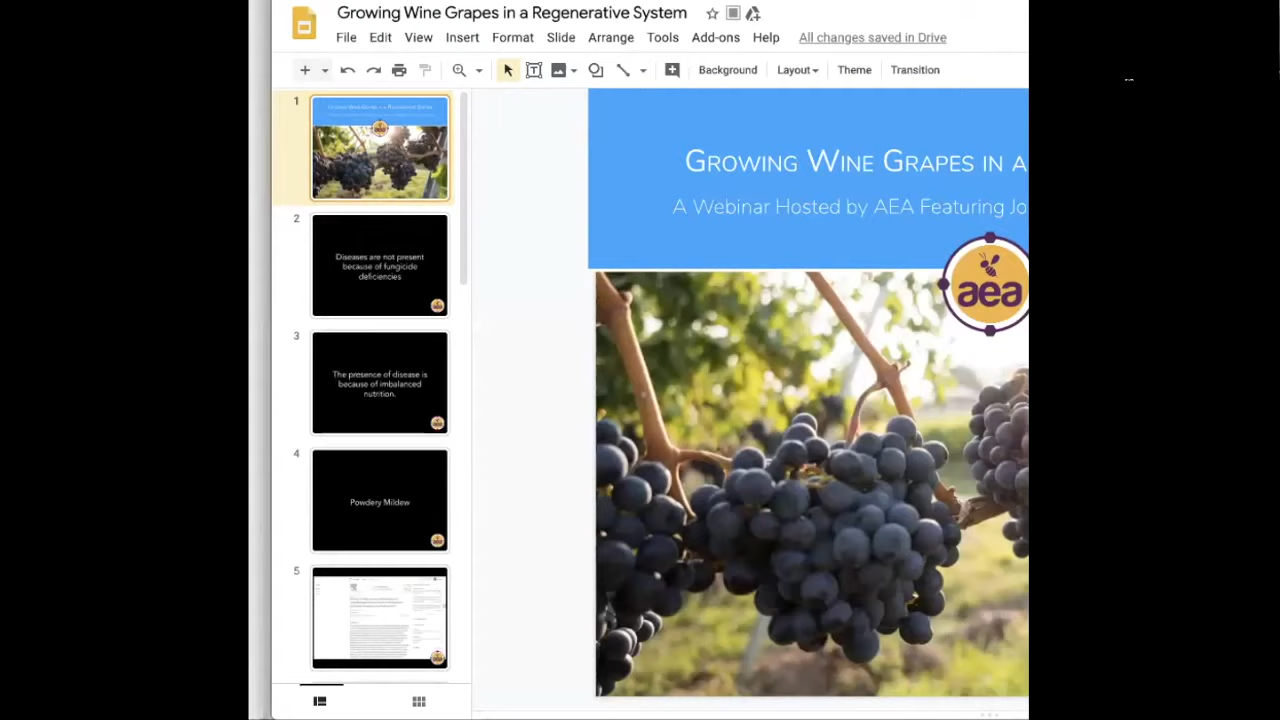 Growing Wine Grapes in a Regenerative System
File Edit View Insert Format Slide Arrange Tools Add-ons Help All changes saved in Drive
Background Layout Theme Transition
1
2
Diseases are not present
because of fungicide
deficiencies
3
The presence of disease is
because of imbalanced
nutrition.
4
Powdery Mildew
5
Growing Wine Grapes in a
A Webinar Hosted by AEA Featuring Jo
aea